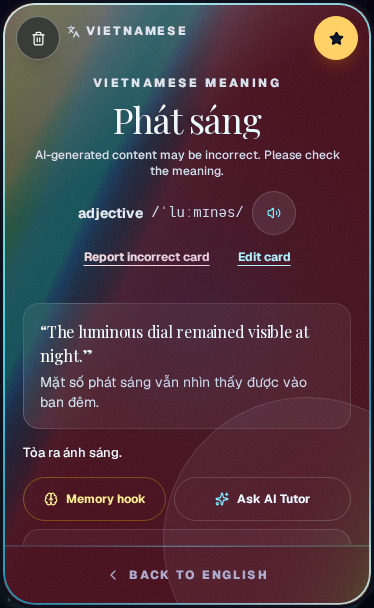 VIETNAMESE
VIETNAMESE MEANING
Phát sáng
AI-generated content may be incorrect. Please check
the meaning.
adjective /ˈluːmɪnəs/
Report incorrect card Edit card
“The luminous dial remained visible at
night.”
Mặt số phát sáng vẫn nhìn thấy được vào
ban đêm.
Tỏa ra ánh sáng.
Memory hook Ask AI Tutor
BACK TO ENGLISH